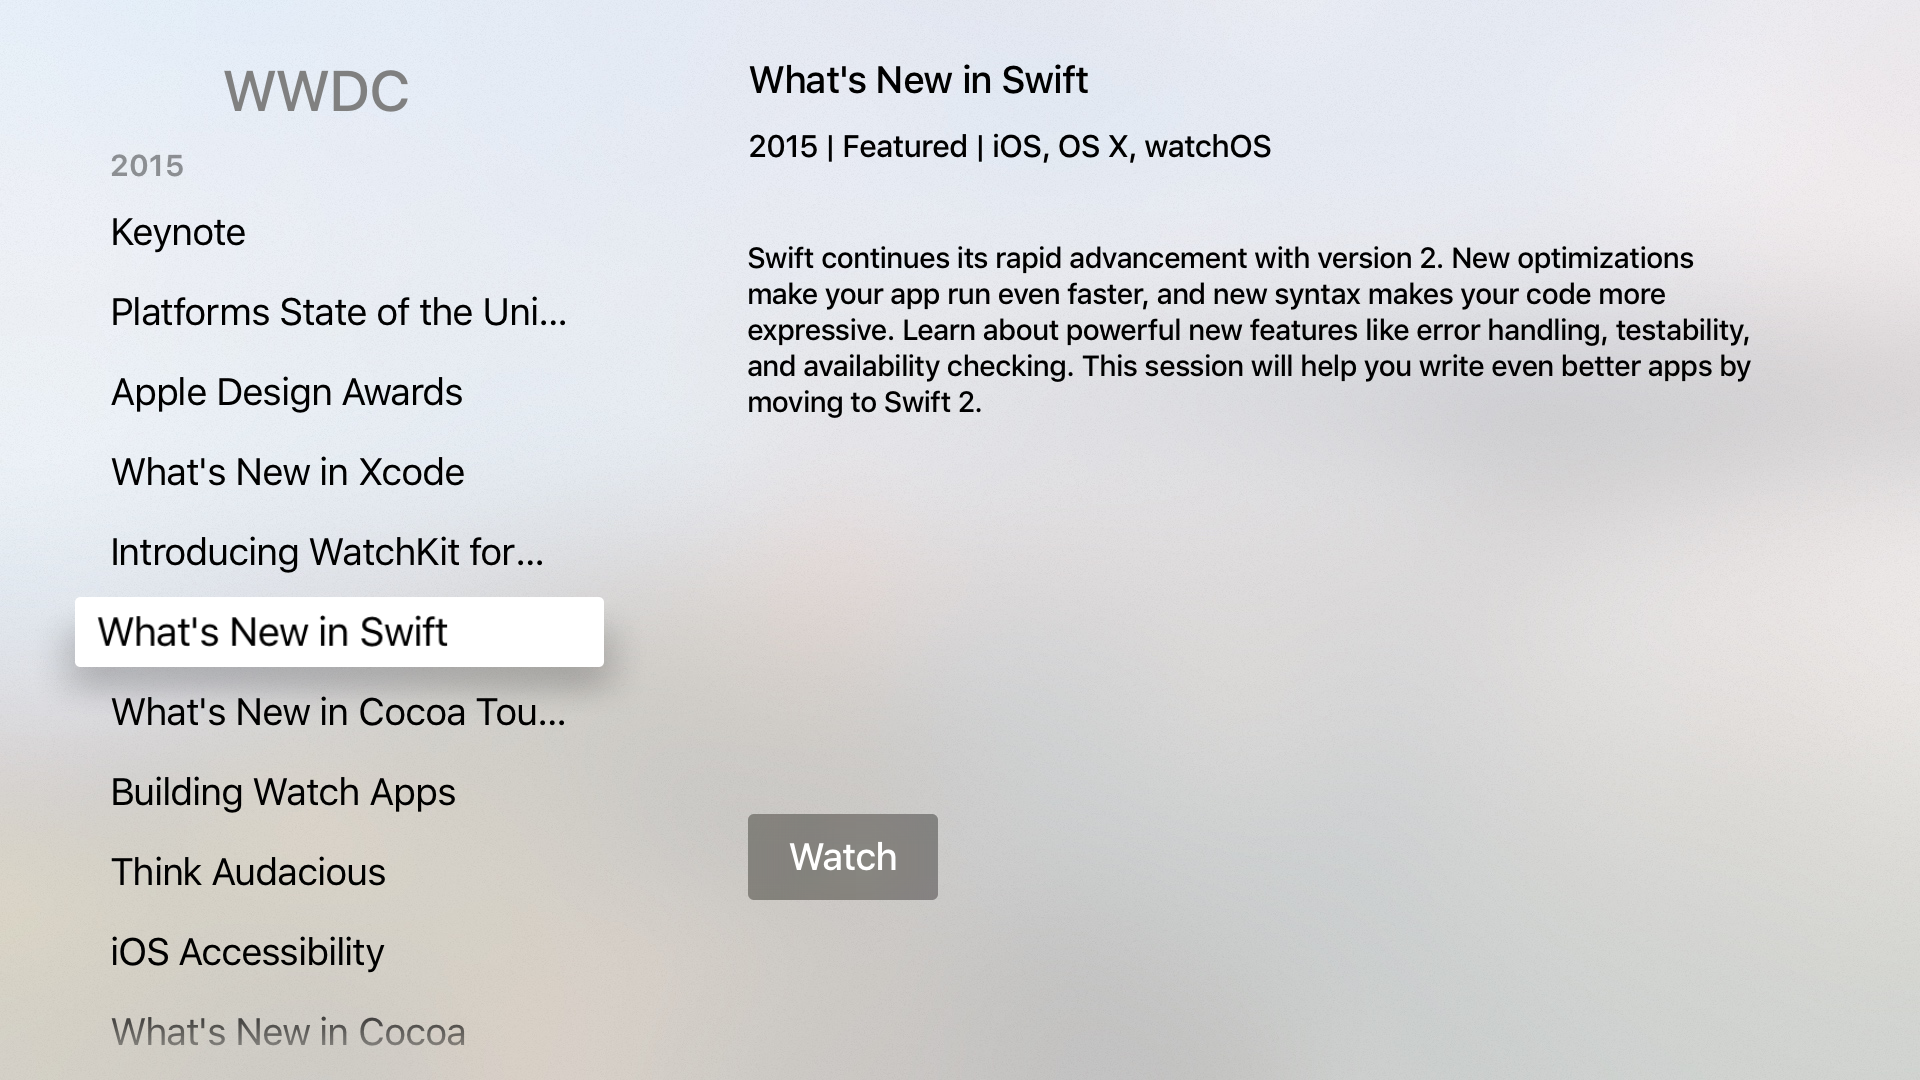 WWDC
2015
Keynote
Platforms State of the Uni...
Apple Design Awards
What's New in Xcode
Introducing WatchKit for...
What's New in Swift
What's New in Cocoa Tou...
Building Watch Apps
Think Audacious
iOS Accessibility
What's New in Cocoa
What's New in Swift
2015 | Featured | iOS, OS X, watchOS
Swift continues its rapid advancement with version 2. New optimizations
make your app run even faster, and new syntax makes your code more
expressive. Learn about powerful new features like error handling, testability,
and availability checking. This session will help you write even better apps by
moving to Swift 2.
Watch